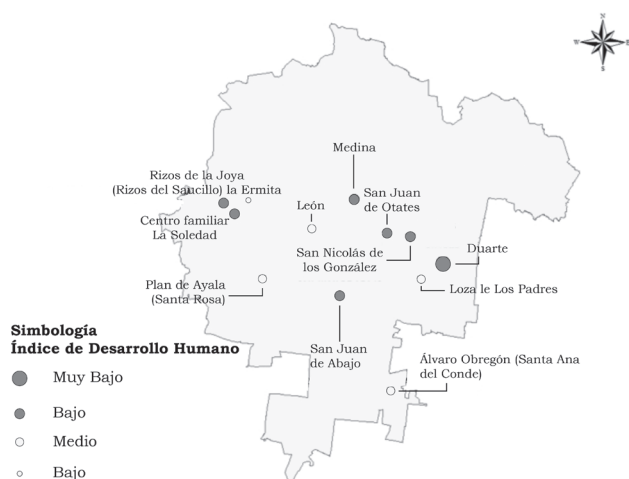 N
W
E
S
Medina
Rizos de la Joya
(Rizos del Saucillo) la Ermita
San Juan
de Otates
León
Centro familiar
La Soledad
San Nicolás de
los González
Duarte
Plan de Ayala
(Santa Rosa)
Loza le Los Padres
Simbología
Índice de Desarrollo Humano
San Juan
de Abajo
Álvaro Obregón (Santa Ana
del Conde)
Muy Bajo
Bajo
Medio
Bajo